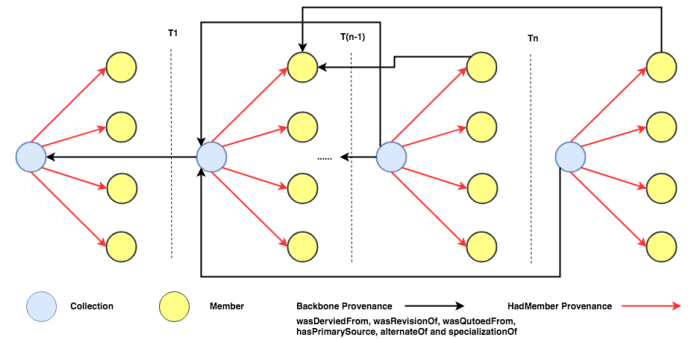 T1
T(n-1)
Tn
......
Collection
Member
Backbone Provenance
HadMember Provenance
wasDerviedFrom, wasRevisionOf, wasQutoedFrom,
hasPrimarySource, alternateOf and specializationOf